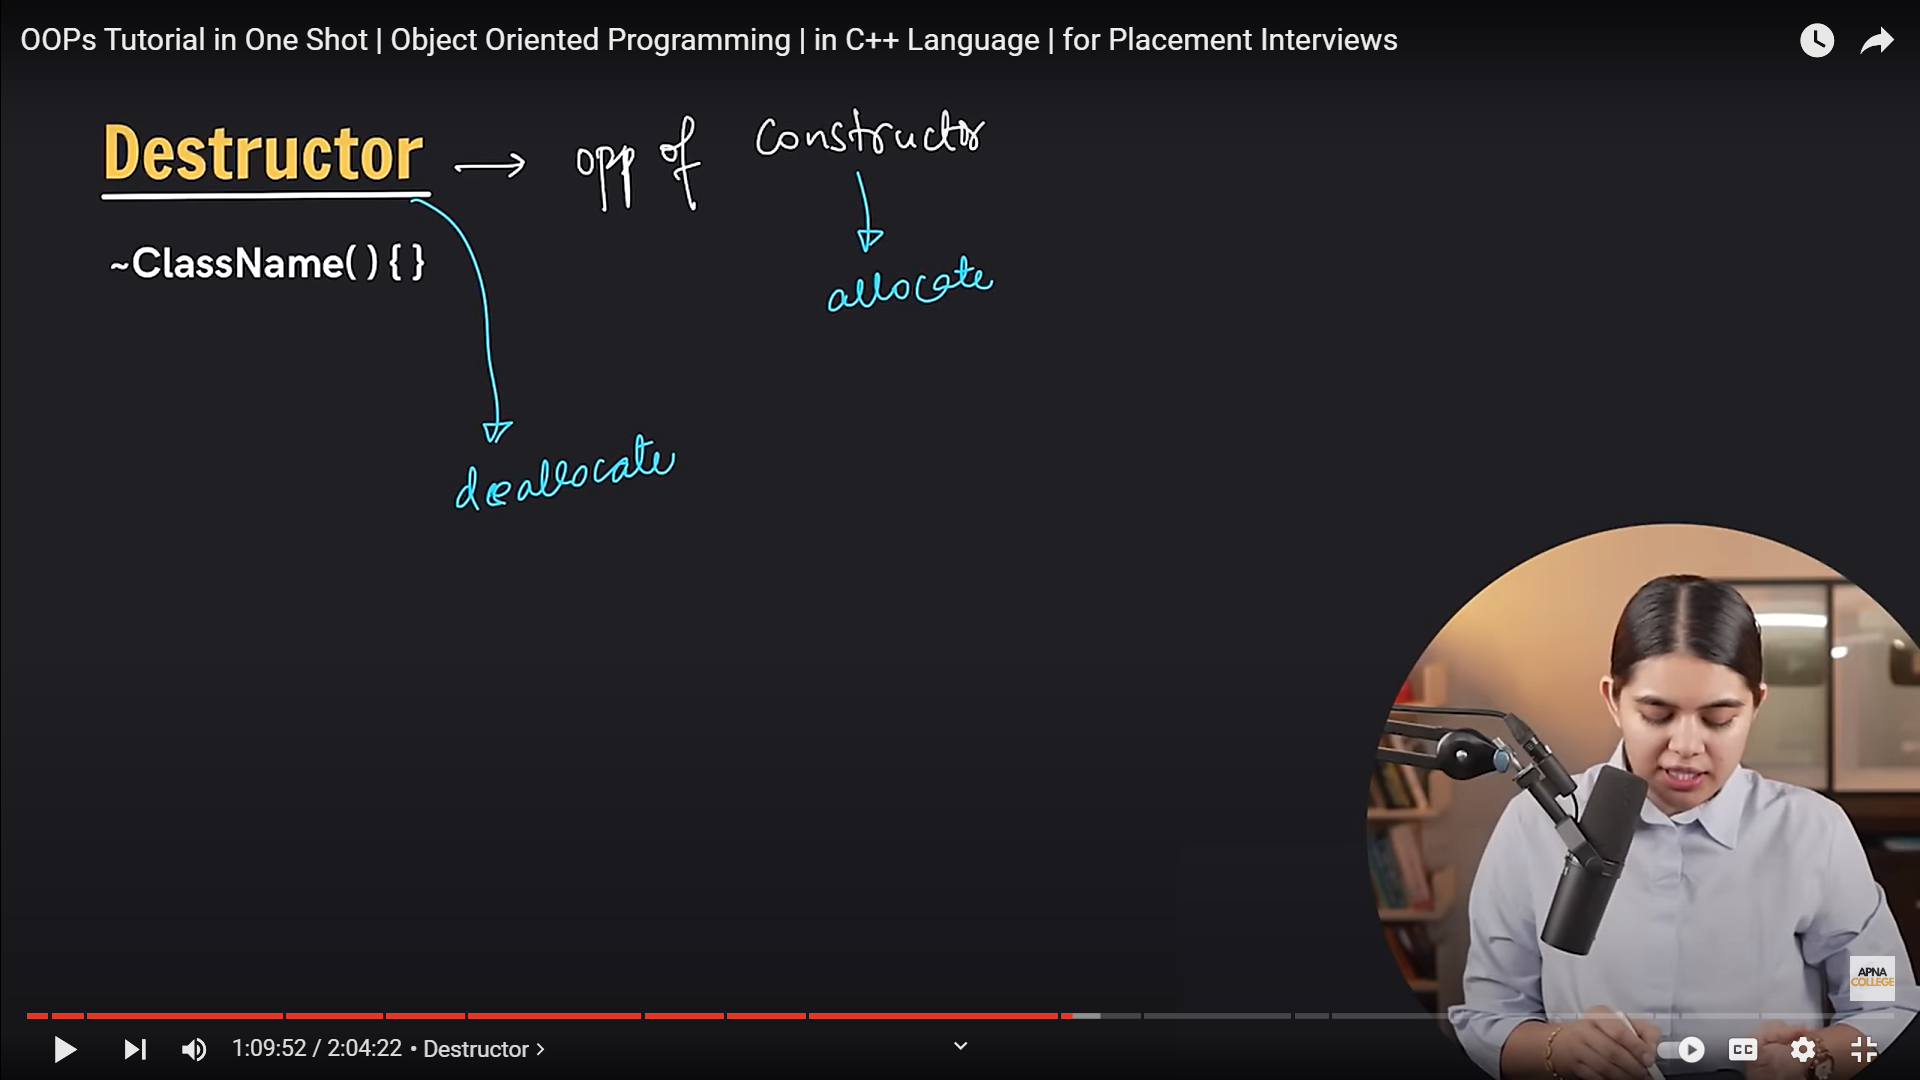 OOPs Tutorial in One Shot | Object Oriented Programming | in C++ Language | for Placement Interviews
Destructor → opp of constructor
~ClassName( ) { }
allocate
deallocate
APNA
COLLEGE
1:09:52 / 2:04:22 • Destructor >
CC